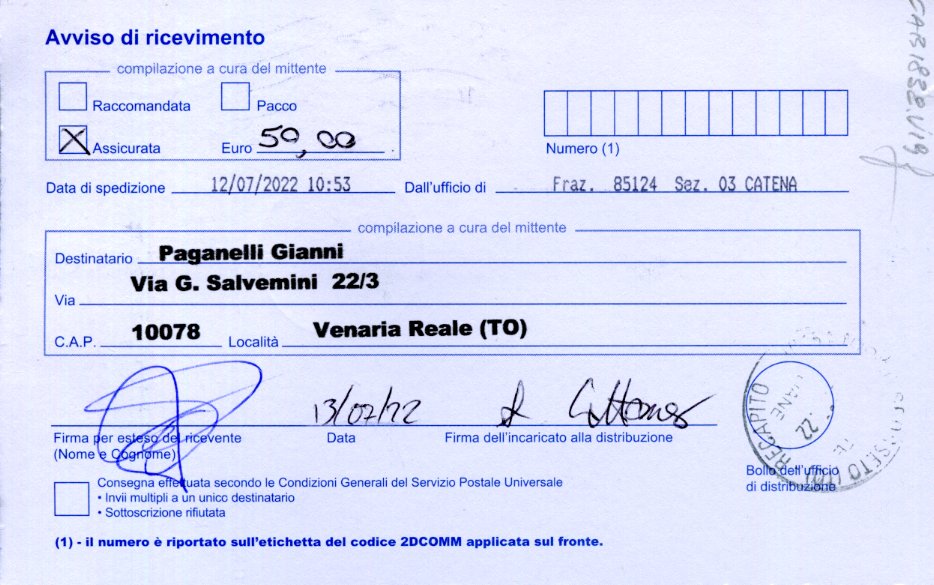 Avviso di ricevimento
compilazione a cura del mittente
Raccomandata Pacco
X Assicurata Euro 50,00
Numero (1)
Data di spedizione 12/07/2022 10:53 Dall'ufficio di Fraz. 85124 Sez. 03 CATENA
compilazione a cura del mittente
Destinatario Paganelli Gianni
Via G. Salvemini 22/3
Via
C.A.P. 10078 Località Venaria Reale (TO)
13/07/22
Firma per esteso del ricevente Data Firma dell'incaricato alla distribuzione
(Nome e Cognome)
RECAPITO
22
Bollo dell'ufficio
di distribuzione
Consegna effettuata secondo le Condizioni Generali del Servizio Postale Universale
• Invii multipli a un unico destinatario
• Sottoscrizione rifiutata
(1) - il numero è riportato sull'etichetta del codice 2DCOMM applicata sul fronte.